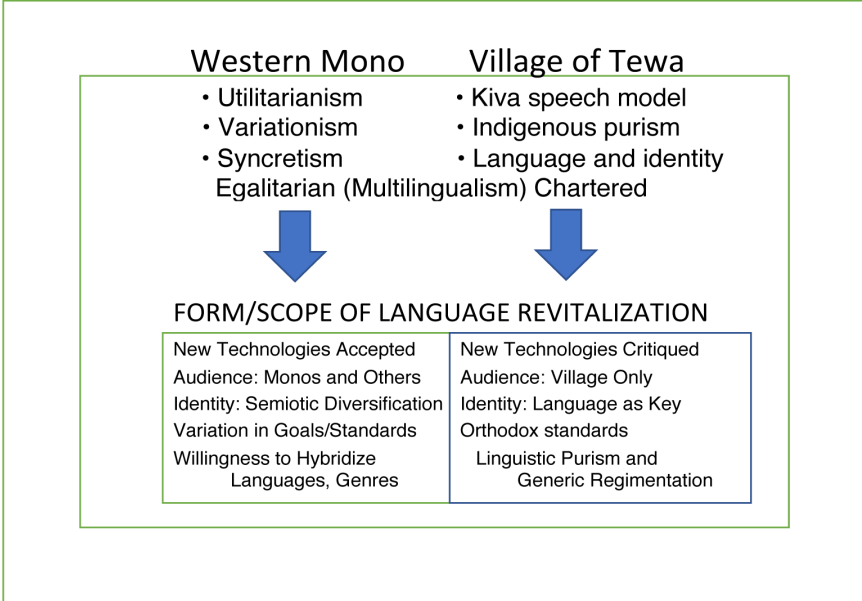 Western Mono
• Utilitarianism
• Variationism
• Syncretism
Village of Tewa
• Kiva speech model
• Indigenous purism
• Language and identity
Egalitarian (Multilingualism) Chartered
FORM/SCOPE OF LANGUAGE REVITALIZATION
New Technologies Accepted
Audience: Monos and Others
Identity: Semiotic Diversification
Variation in Goals/Standards
Willingness to Hybridize
Languages, Genres
New Technologies Critiqued
Audience: Village Only
Identity: Language as Key
Orthodox standards
Linguistic Purism and
Generic Regimentation